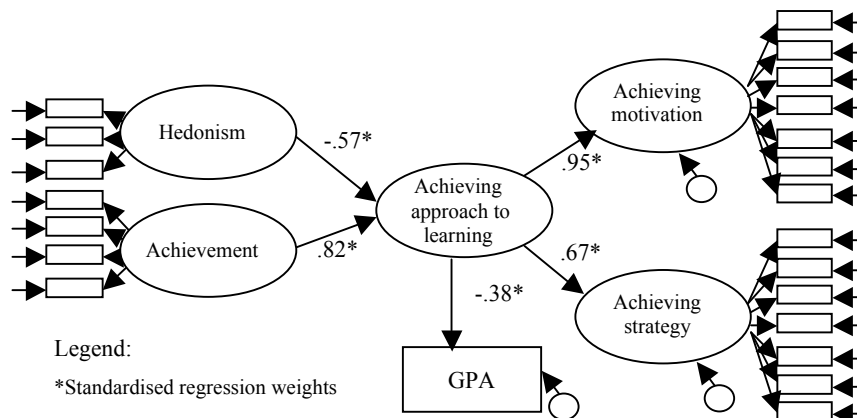 Hedonism
-.57*
Achievement
.82*
Achieving
approach to
learning
.95*
Achieving
motivation
.67*
Achieving
strategy
-.38*
GPA
Legend:
*Standardised regression weights